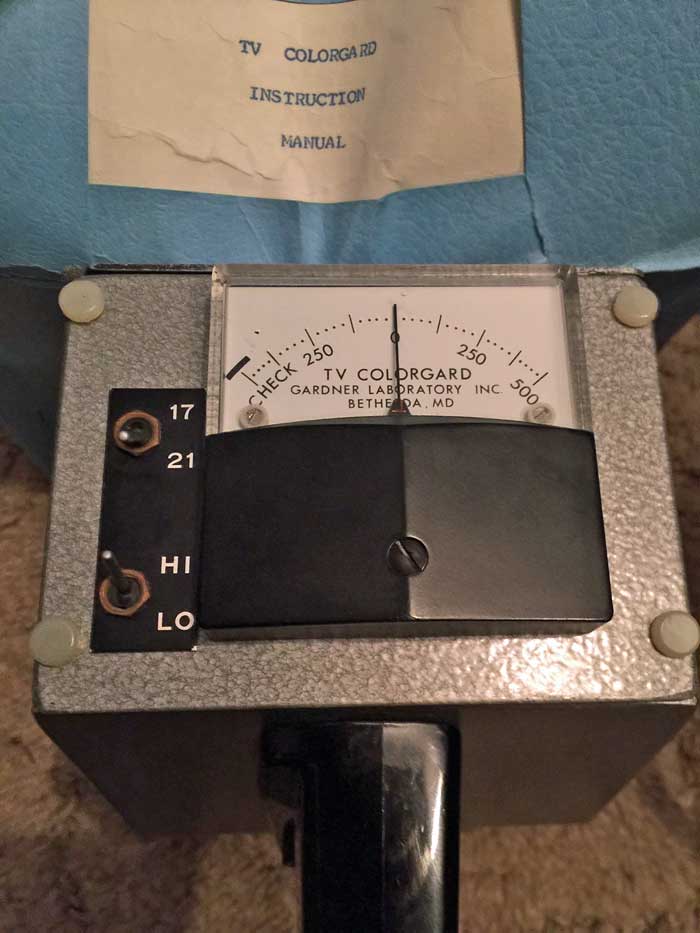 TV COLORGARD
INSTRUCTION
MANUAL
CHECK 250 0 250 500
TV COLORGARD
GARDNER LABORATORY INC.
BETHESDA, MD
17
21
HI
LO